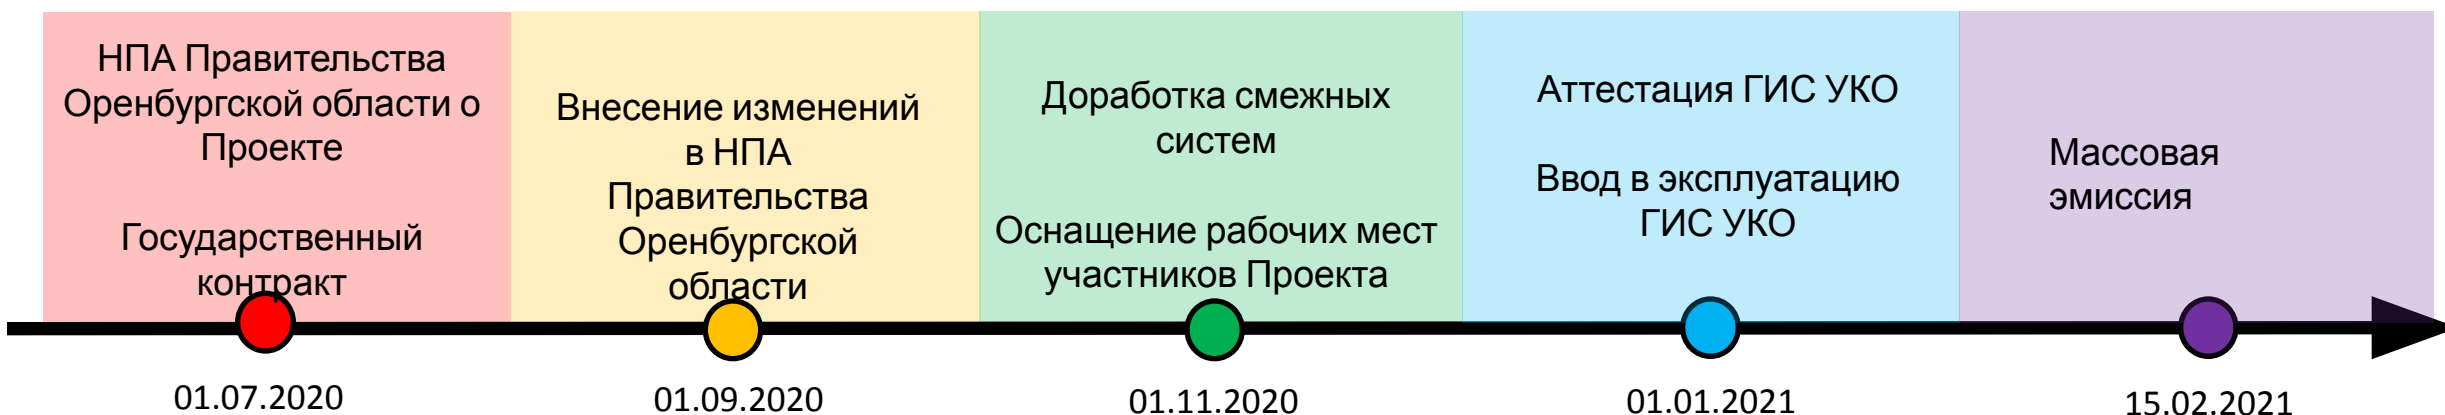 НПА Правительства
Оренбургской области о
Проекте
Государственный
контракт
Внесение изменений
в НПА
Правительства
Оренбургской
области
Доработка смежных
систем
Оснащение рабочих мест
участников Проекта
Аттестация ГИС УКО
Ввод в эксплуатацию
ГИС УКО
Массовая
эмиссия
01.07.2020
01.09.2020
01.11.2020
01.01.2021
15.02.2021